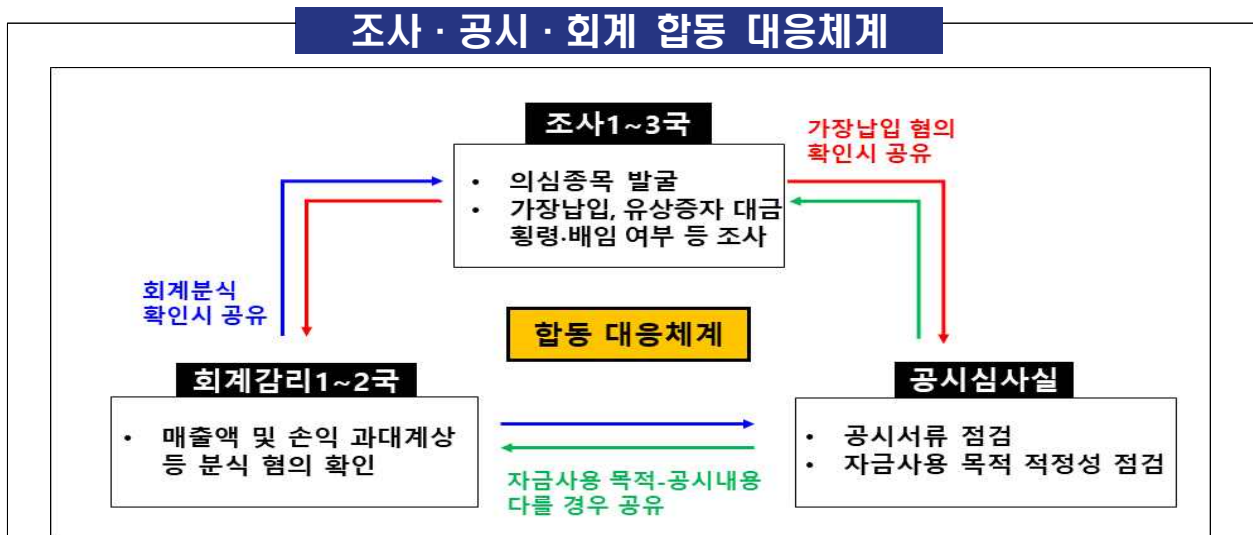 조사 · 공시 · 회계 합동 대응체계
조사1~3국
• 의심종목 발굴
• 가장납입, 유상증자 대금
횡령·배임 여부 등 조사
가장납입 혐의
확인시 공유
회계분식
확인시 공유
합동 대응체계
회계감리1~2국
• 매출액 및 손익 과대계상
등 분식 혐의 확인
자금사용 목적-공시내용
다를 경우 공유
공시심사실
• 공시서류 점검
• 자금사용 목적 적정성 점검